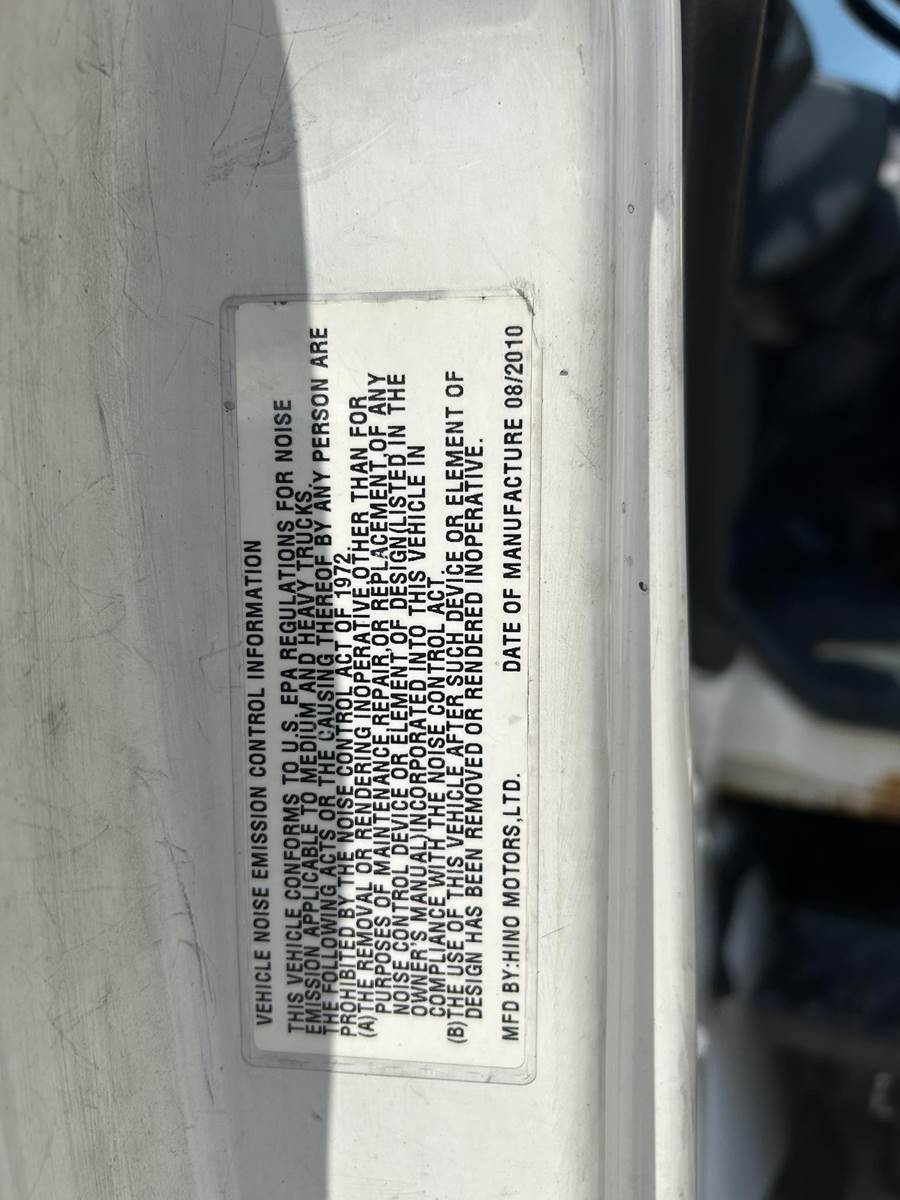 VEHICLE NOISE EMISSION CONTROL INFORMATION
THIS VEHICLE CONFORMS TO U.S. EPA REGULATIONS FOR NOISE
EMISSION APPLICABLE TO MEDIUM AND HEAVY TRUCKS.
THE FOLLOWING ACTS OR THE CAUSING THEREOF BY ANY PERSON ARE
PROHIBITED BY THE NOISE CONTROL ACT OF 1972.
(A)THE REMOVAL OR RENDERING INOPERATIVE,OTHER THAN FOR
PURPOSES OF MAINTENANCE,REPAIR,OR REPLACEMENT,OF ANY
NOISE CONTROL DEVICE OR ELEMENT OF DESIGN(LISTED IN THE
OWNER'S MANUAL)INCORPORATED INTO THIS VEHICLE IN
COMPLIANCE WITH THE NOISE CONTROL ACT.
(B)THE USE OF THIS VEHICLE AFTER SUCH DEVICE OR ELEMENT OF
DESIGN HAS BEEN REMOVED OR RENDERED INOPERATIVE.
MFD BY:HINO MOTORS,LTD. DATE OF MANUFACTURE 08/2010